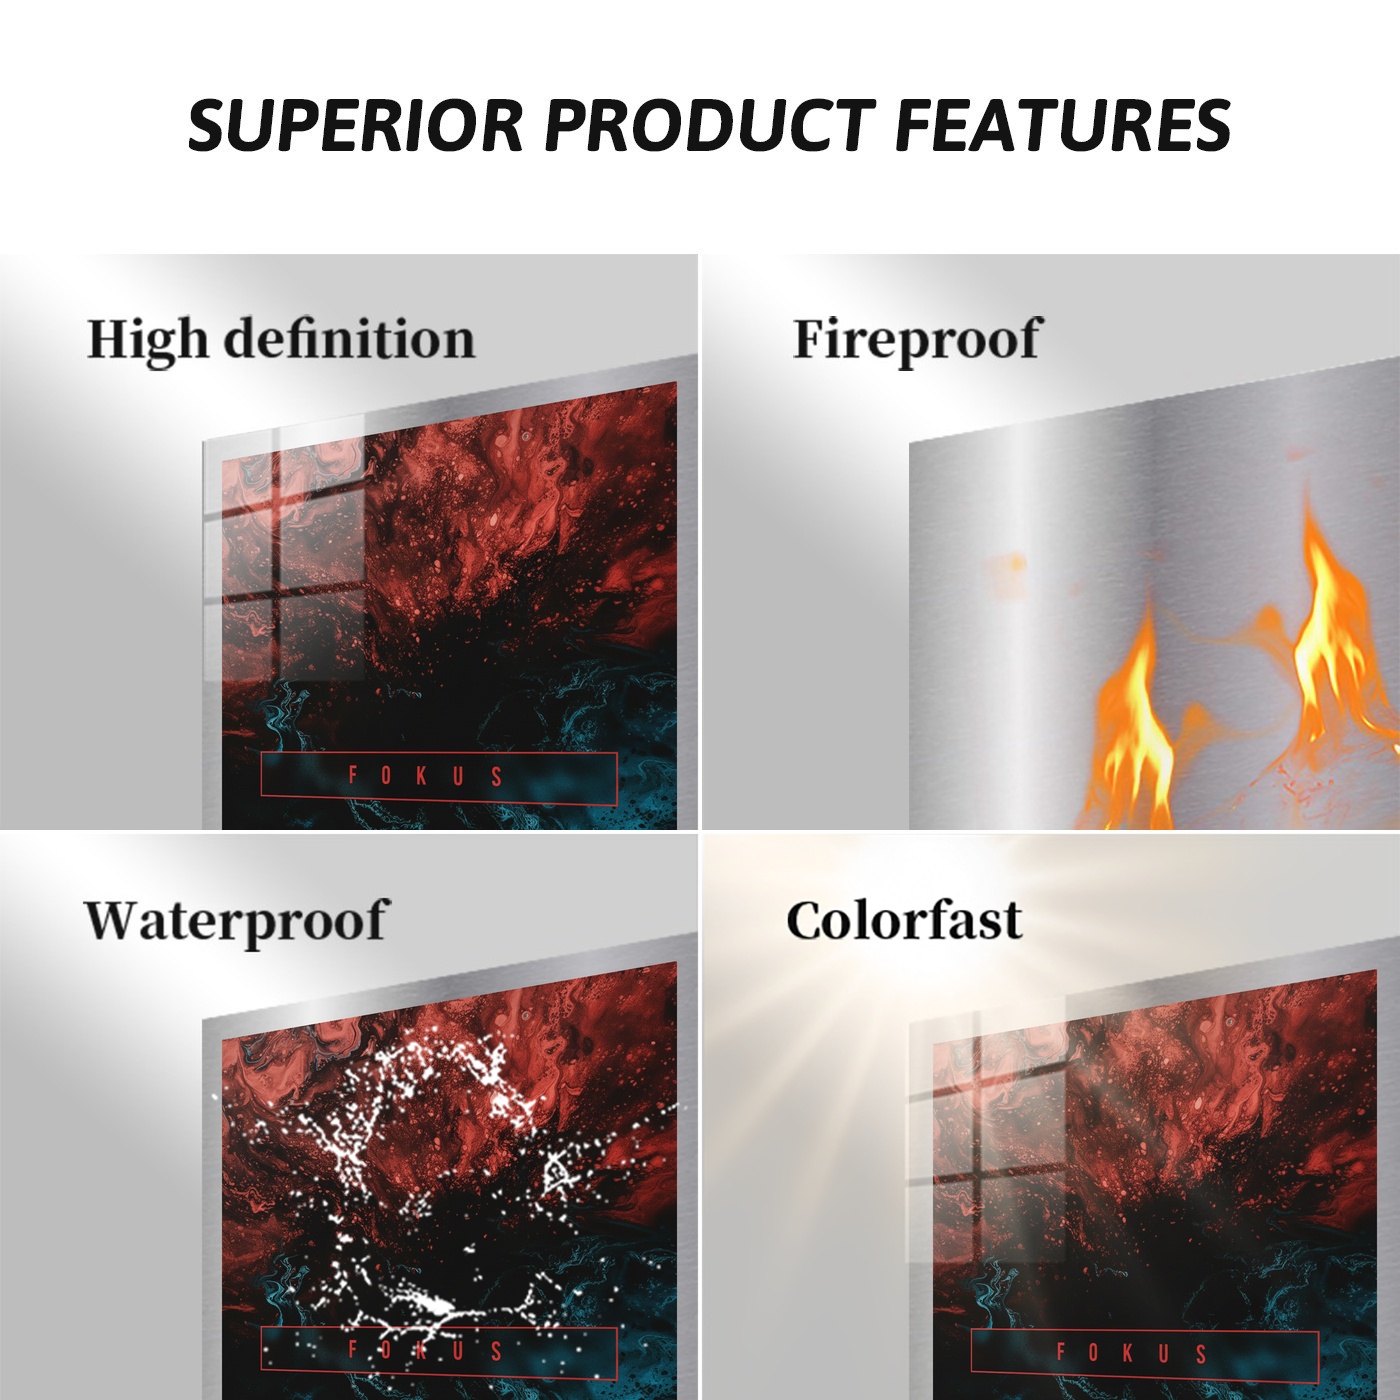 SUPERIOR PRODUCT FEATURES
High definition
Fireproof
FOKUS
Waterproof
Colorfast
FOKUS
FOKUS